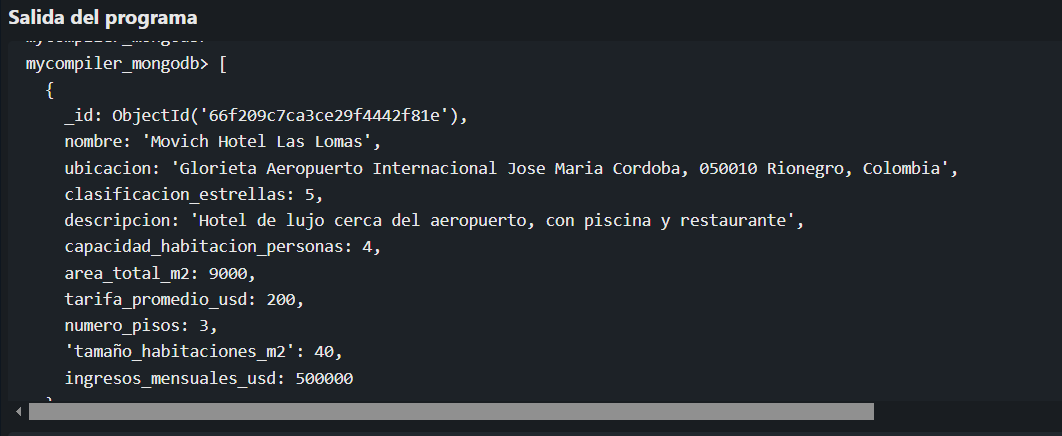 Salida del programa
mycompiler_mongodb>
mycompiler_mongodb> [
{
_id: ObjectId('66f209c7ca3ce29f4442f81e'),
nombre: 'Movich Hotel Las Lomas',
ubicacion: 'Glorieta Aeropuerto Internacional Jose Maria Cordoba, 050010 Rionegro, Colombia',
clasificacion_estrellas: 5,
descripcion: 'Hotel de lujo cerca del aeropuerto, con piscina y restaurante',
capacidad_habitacion_personas: 4,
area_total_m2: 9000,
tarifa_promedio_usd: 200,
numero_pisos: 3,
'tamaño_habitaciones_m2': 40,
ingresos_mensuales_usd: 500000